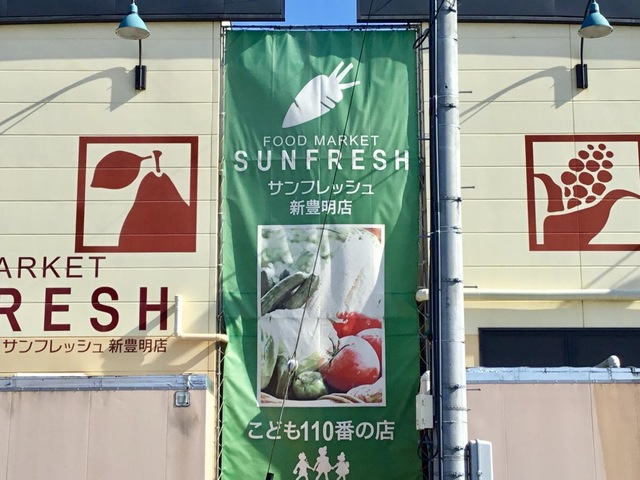 FOOD MARKET
SUNFRESH
サンフレッシュ
新豊明店
こども110番の店
ARKET
RESH
サンフレッシュ 新豊明店